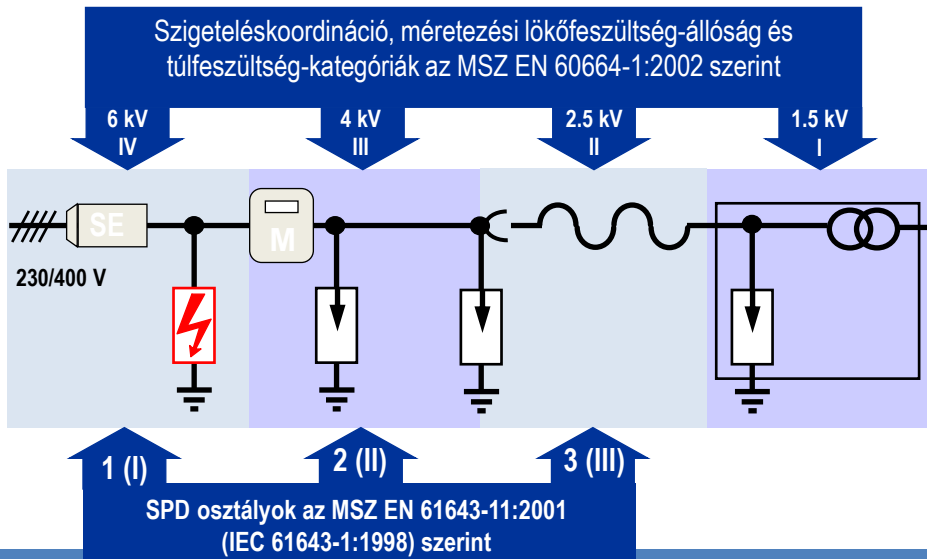 Szigeteléskoordináció, méretezési lökőfeszültség-állóság és
túlfeszültség-kategóriák az MSZ EN 60664-1:2002 szerint
6 kV
IV
4 kV
III
2.5 kV
II
1.5 kV
I
SE
M
230/400 V
1 (I)
2 (II)
3 (III)
SPD osztályok az MSZ EN 61643-11:2001
(IEC 61643-1:1998) szerint